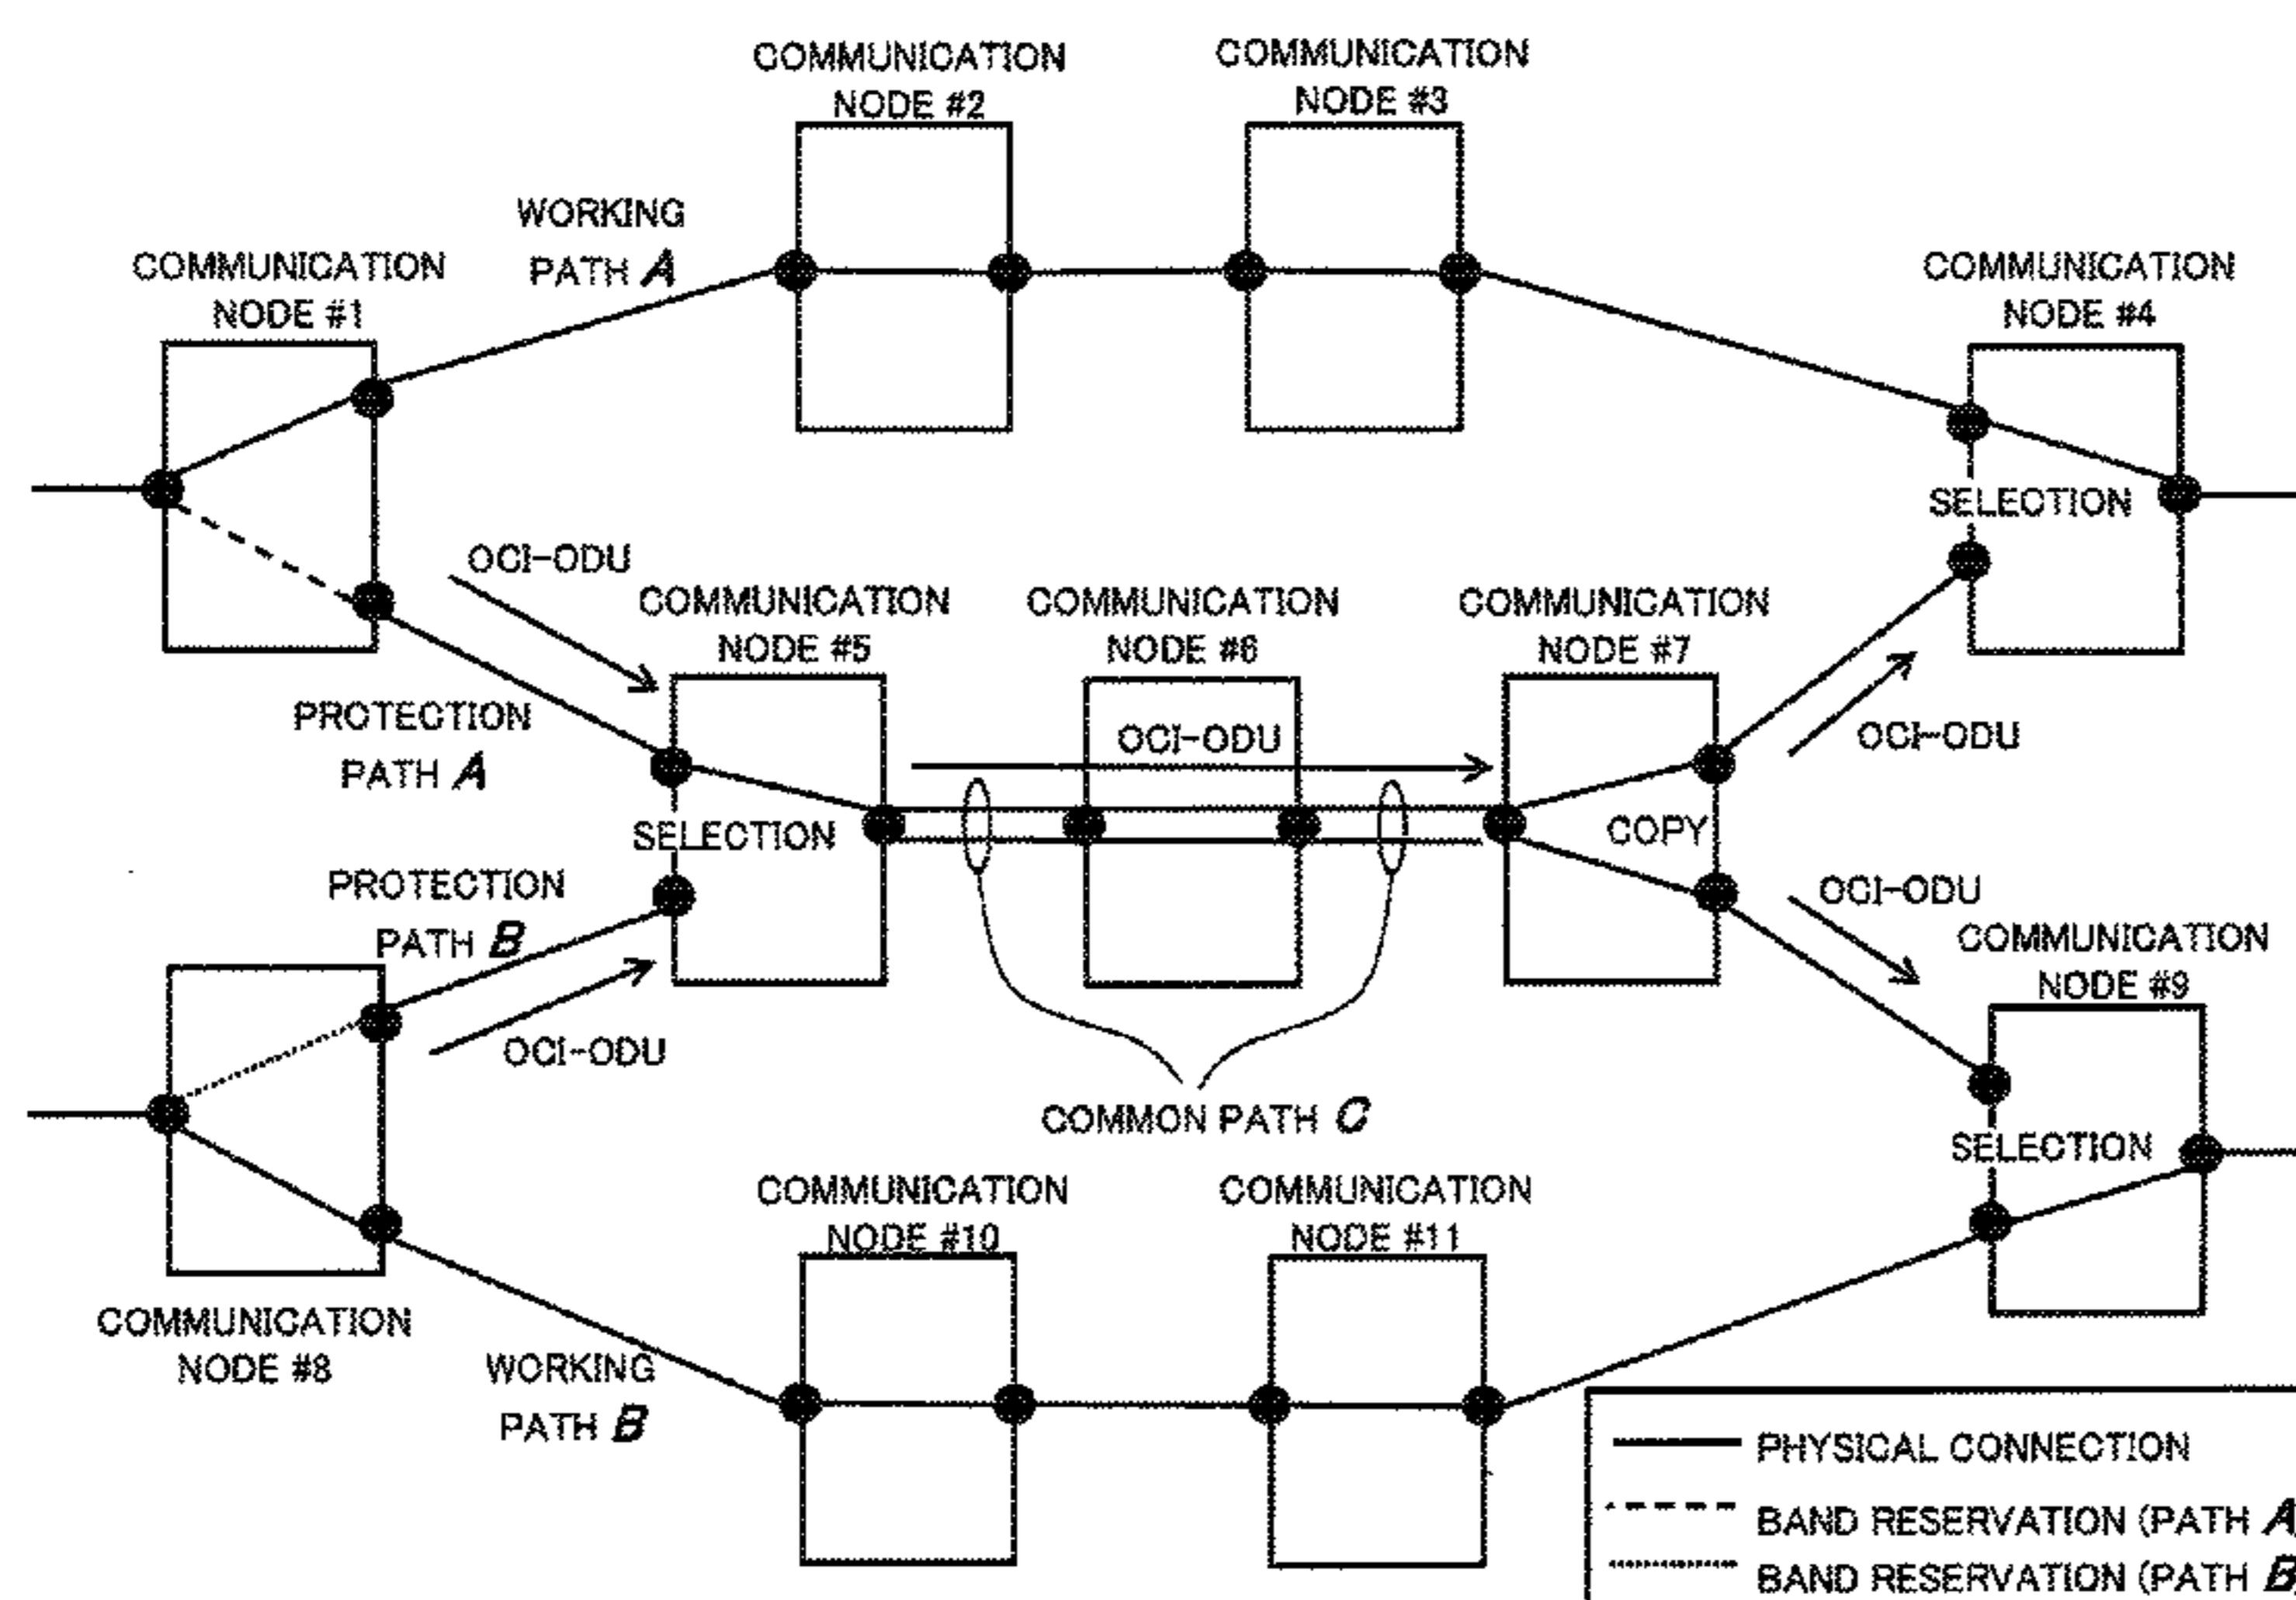 COMMUNICATION
NODE #2
COMMUNICATION
NODE #3
WORKING
PATH A
COMMUNICATION
NODE #1
COMMUNICATION
NODE #4
SELECTION
OCI-ODU
COMMUNICATION
NODE #5
COMMUNICATION
NODE #6
COMMUNICATION
NODE #7
PROTECTION
PATH A
OCI-ODU
OCI-ODU
SELECTION
COPY
PROTECTION
PATH B
OCI-ODU
COMMUNICATION
NODE #9
OCI-ODU
COMMON PATH C
SELECTION
COMMUNICATION
NODE #10
COMMUNICATION
NODE #11
COMMUNICATION
NODE #8
WORKING
PATH B
PHYSICAL CONNECTION
BAND RESERVATION (PATH A
BAND RESERVATION (PATH B